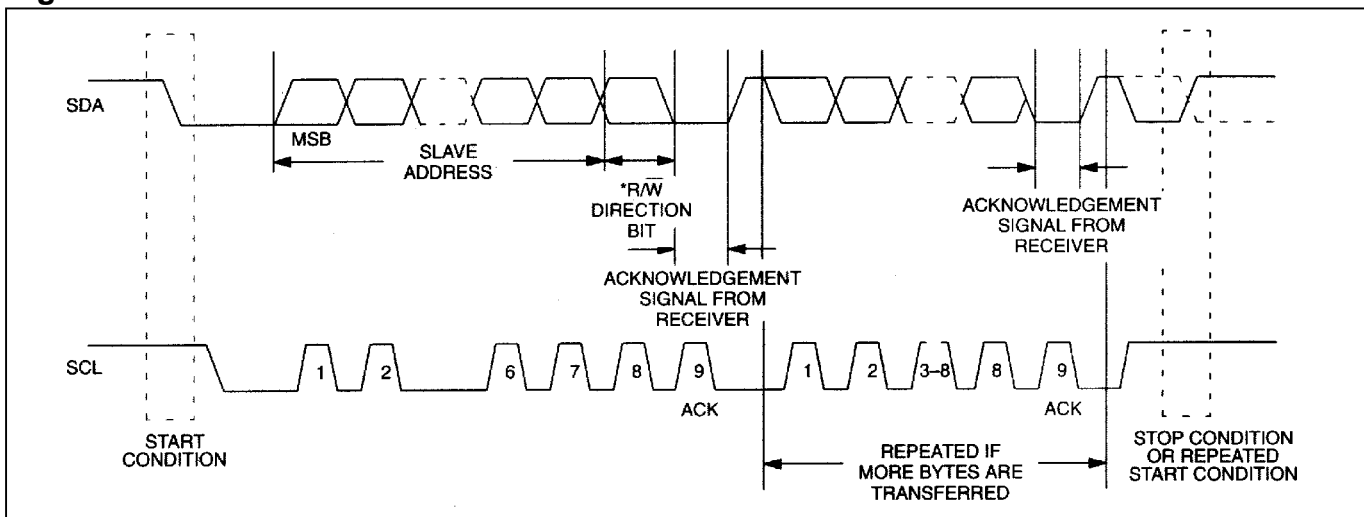 SDA
MSB
SLAVE
ADDRESS
*R/W̅
DIRECTION
BIT
ACKNOWLEDGEMENT
SIGNAL FROM
RECEIVER
ACKNOWLEDGEMENT
SIGNAL FROM
RECEIVER
SCL
1 2 6 7 8 9 1 2 3–8 8 9
ACK
ACK
START
CONDITION
REPEATED IF
MORE BYTES ARE
TRANSFERRED
STOP CONDITION
OR REPEATED
START CONDITION